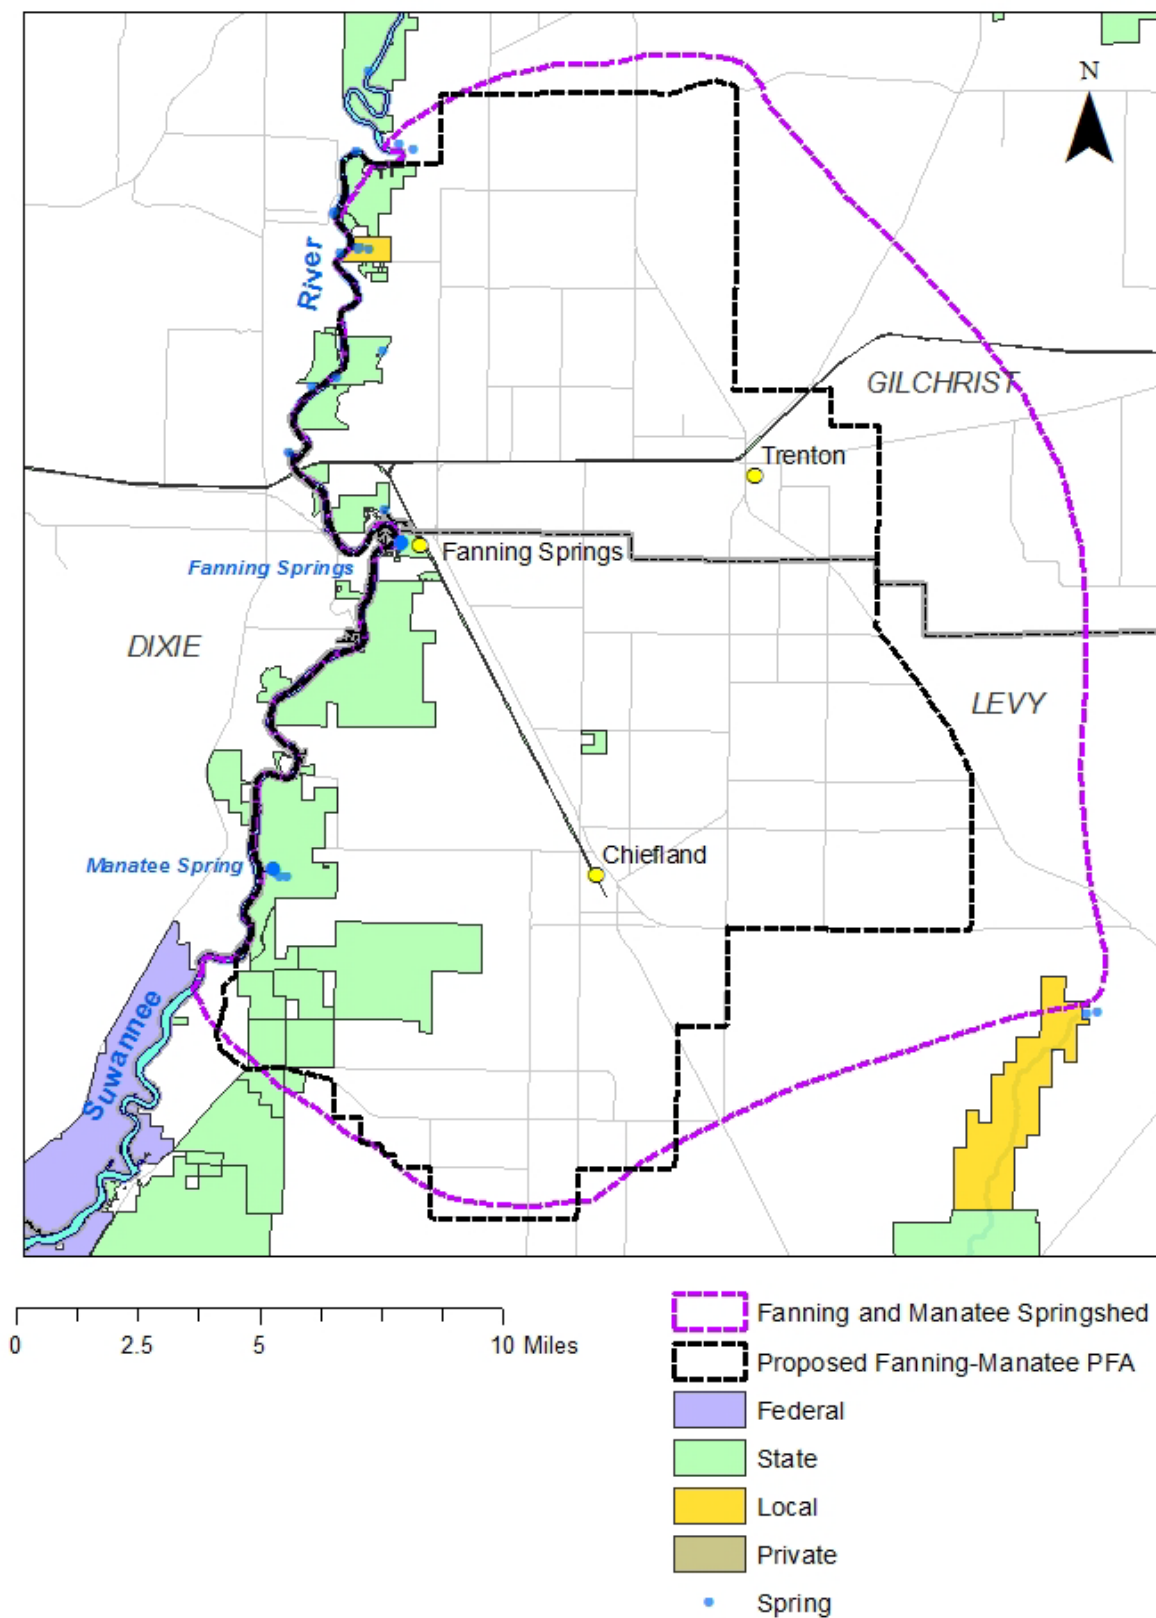 N
River
GILCHRIST
Trenton
Fanning Springs
Fanning Springs
DIXIE
LEVY
Chiefland
Manatee Spring
Suwannee
0 2.5 5 10 Miles
Fanning and Manatee Springshed
Proposed Fanning-Manatee PFA
Federal
State
Local
Private
Spring